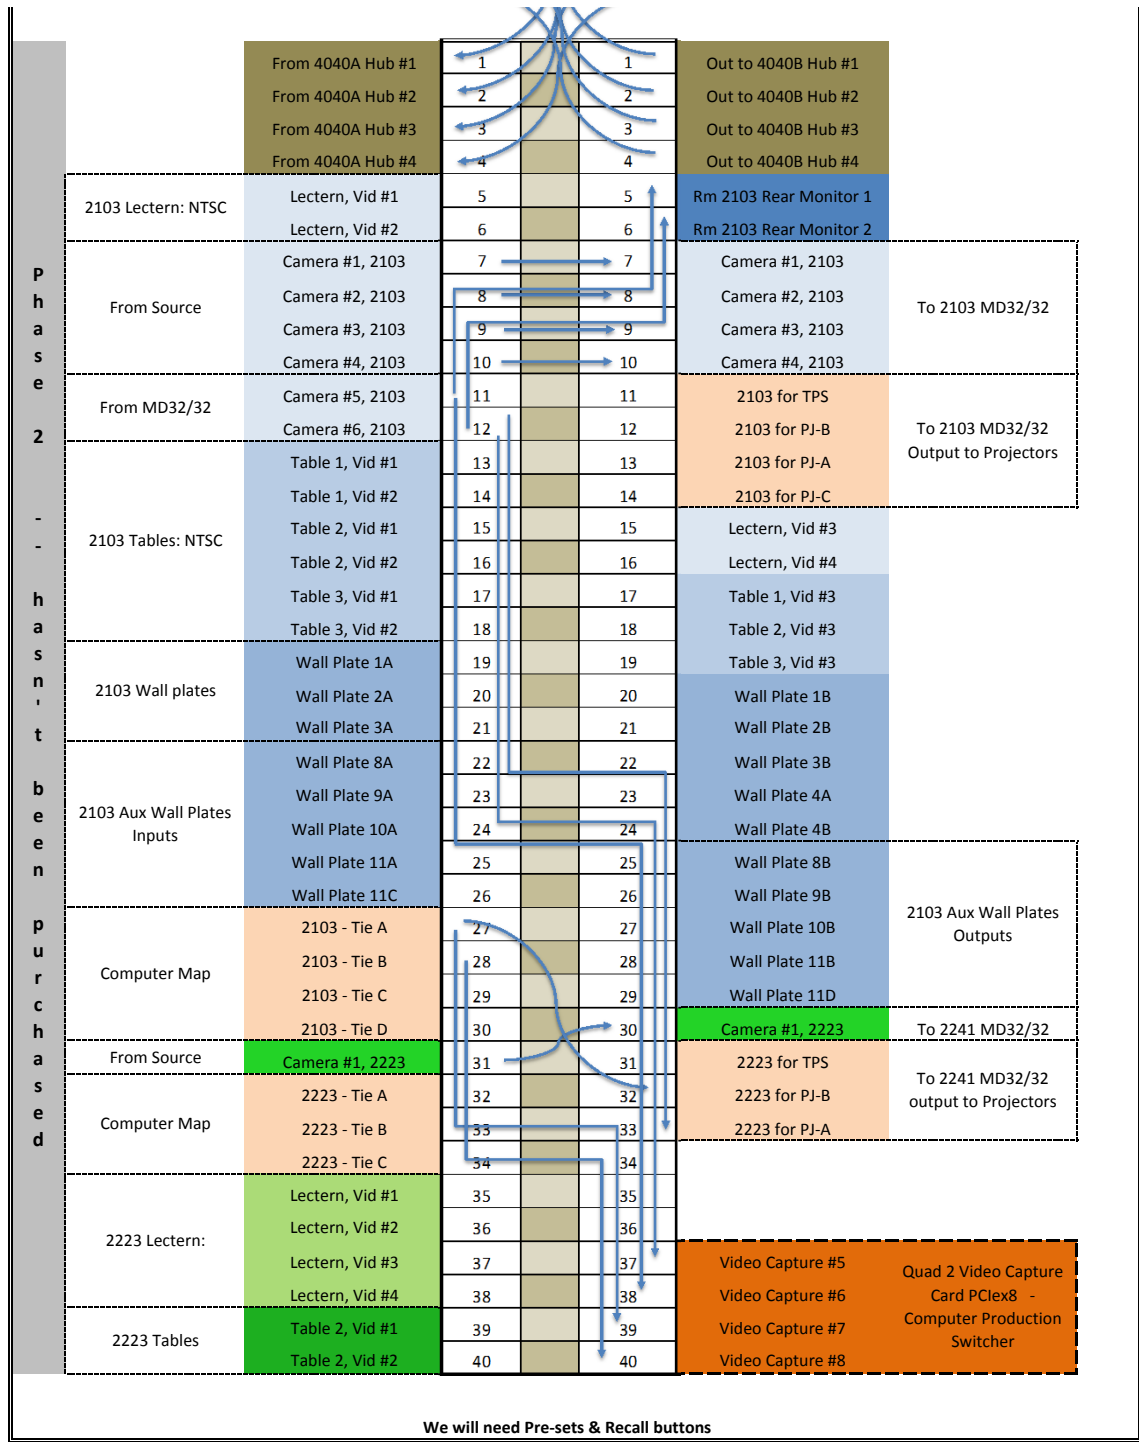 Phase 2 -- hasn't been purchased
From 4040A Hub #1 1 1 Out to 4040B Hub #1
From 4040A Hub #2 2 2 Out to 4040B Hub #2
From 4040A Hub #3 3 3 Out to 4040B Hub #3
From 4040A Hub #4 4 4 Out to 4040B Hub #4
2103 Lectern: NTSC
Lectern, Vid #1 5 5 Rm 2103 Rear Monitor 1
Lectern, Vid #2 6 6 Rm 2103 Rear Monitor 2
From Source
Camera #1, 2103 7 7 Camera #1, 2103
Camera #2, 2103 8 8 Camera #2, 2103
Camera #3, 2103 9 9 Camera #3, 2103
Camera #4, 2103 10 10 Camera #4, 2103
To 2103 MD32/32
From MD32/32
Camera #5, 2103 11 11 2103 for TPS
Camera #6, 2103 12 12 2103 for PJ-B
Table 1, Vid #1 13 13 2103 for PJ-A
Table 1, Vid #2 14 14 2103 for PJ-C
To 2103 MD32/32
Output to Projectors
2103 Tables: NTSC
Table 2, Vid #1 15 15 Lectern, Vid #3
Table 2, Vid #2 16 16 Lectern, Vid #4
Table 3, Vid #1 17 17 Table 1, Vid #3
Table 3, Vid #2 18 18 Table 2, Vid #3
2103 Wall plates
Wall Plate 1A 19 19 Table 3, Vid #3
Wall Plate 2A 20 20 Wall Plate 1B
Wall Plate 3A 21 21 Wall Plate 2B
2103 Aux Wall Plates
Inputs
Wall Plate 8A 22 22 Wall Plate 3B
Wall Plate 9A 23 23 Wall Plate 4A
Wall Plate 10A 24 24 Wall Plate 4B
Wall Plate 11A 25 25 Wall Plate 8B
Wall Plate 11C 26 26 Wall Plate 9B
2103 Aux Wall Plates
Outputs
Computer Map
2103 - Tie A 27 27 Wall Plate 10B
2103 - Tie B 28 28 Wall Plate 11B
2103 - Tie C 29 29 Wall Plate 11D
2103 - Tie D 30 30 Camera #1, 2223 To 2241 MD32/32
From Source Camera #1, 2223 31 31 2223 for TPS
Computer Map
2223 - Tie A 32 32 2223 for PJ-B
2223 - Tie B 33 33 2223 for PJ-A
To 2241 MD32/32
output to Projectors
2223 - Tie C 34 34
2223 Lectern:
Lectern, Vid #1 35 35
Lectern, Vid #2 36 36
Lectern, Vid #3 37 37 Video Capture #5
Lectern, Vid #4 38 38 Video Capture #6
2223 Tables
Table 2, Vid #1 39 39 Video Capture #7
Table 2, Vid #2 40 40 Video Capture #8
Quad 2 Video Capture
Card PCIex8 -
Computer Production
Switcher
We will need Pre-sets & Recall buttons